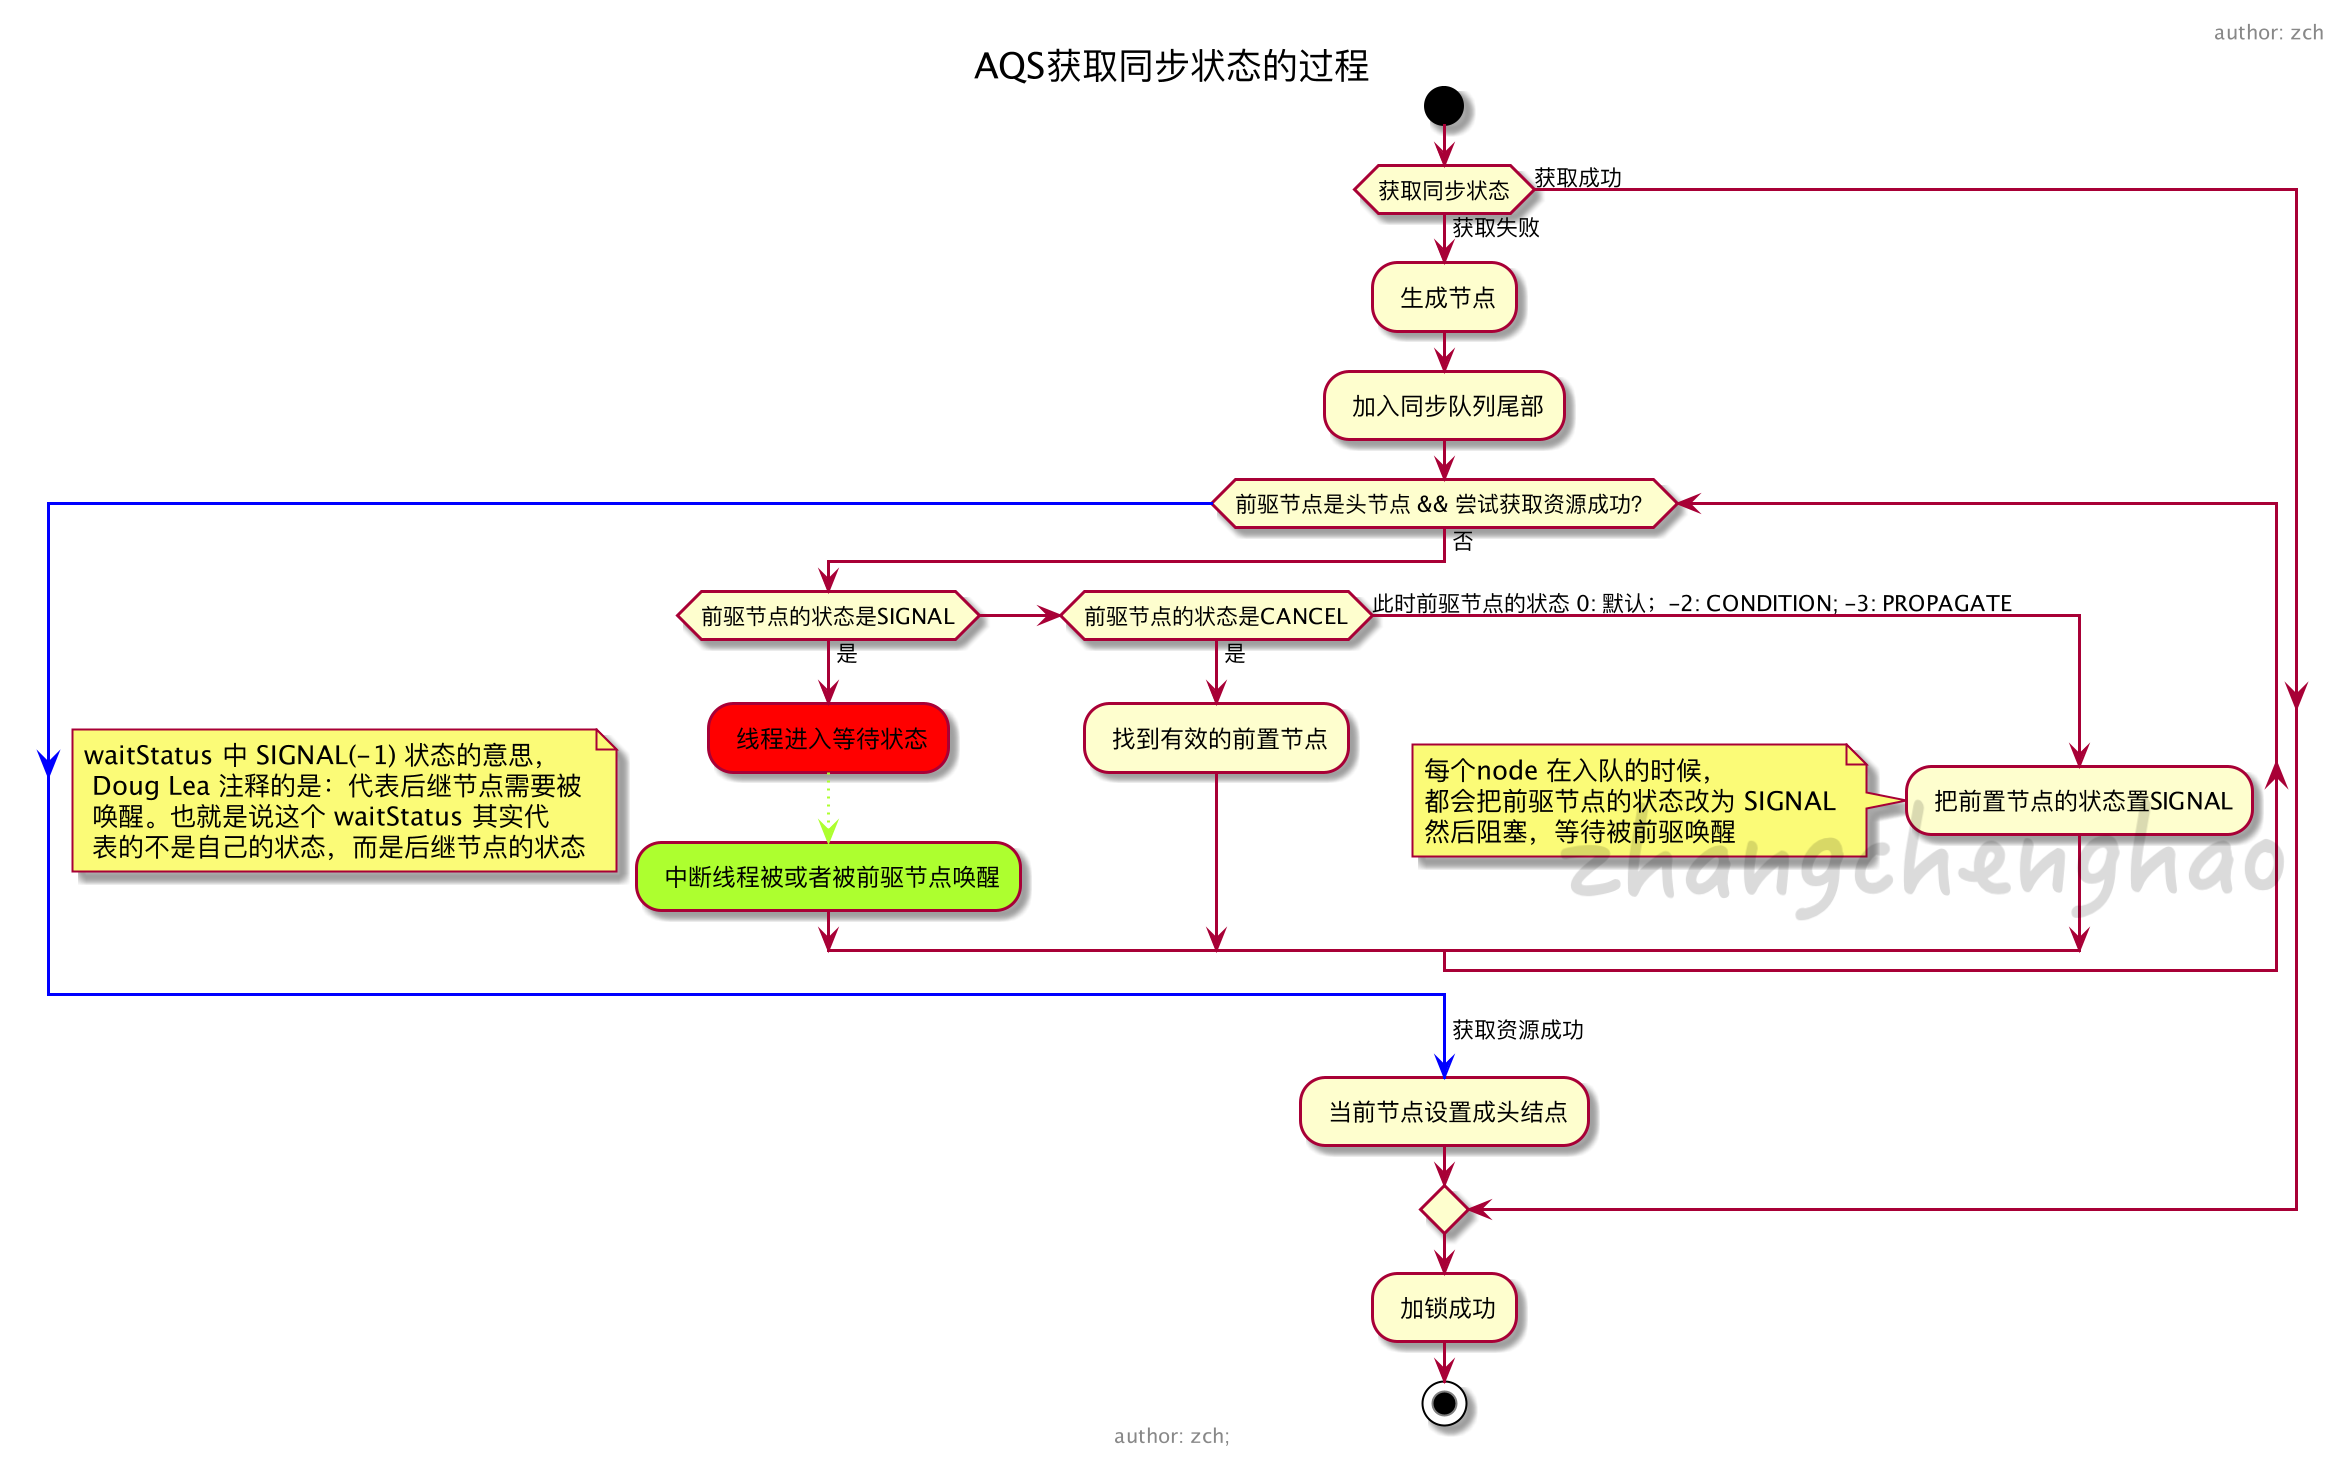 author: zch
AQS获取同步状态的过程
获取同步状态
获取成功
获取失败
生成节点
加入同步队列尾部
前驱节点是头节点 && 尝试获取资源成功?
否
前驱节点的状态是SIGNAL
前驱节点的状态是CANCEL
此时前驱节点的状态 0: 默认；-2: CONDITION; -3: PROPAGATE
是
是
线程进入等待状态
找到有效的前置节点
waitStatus 中 SIGNAL(-1) 状态的意思，
Doug Lea 注释的是：代表后继节点需要被
唤醒。也就是说这个 waitStatus 其实代
表的不是自己的状态，而是后继节点的状态
每个node 在入队的时候，
都会把前驱节点的状态改为 SIGNAL
然后阻塞，等待被前驱唤醒
把前置节点的状态置SIGNAL
zhangchenghao
中断线程被或者被前驱节点唤醒
获取资源成功
当前节点设置成头结点
加锁成功
author: zch;